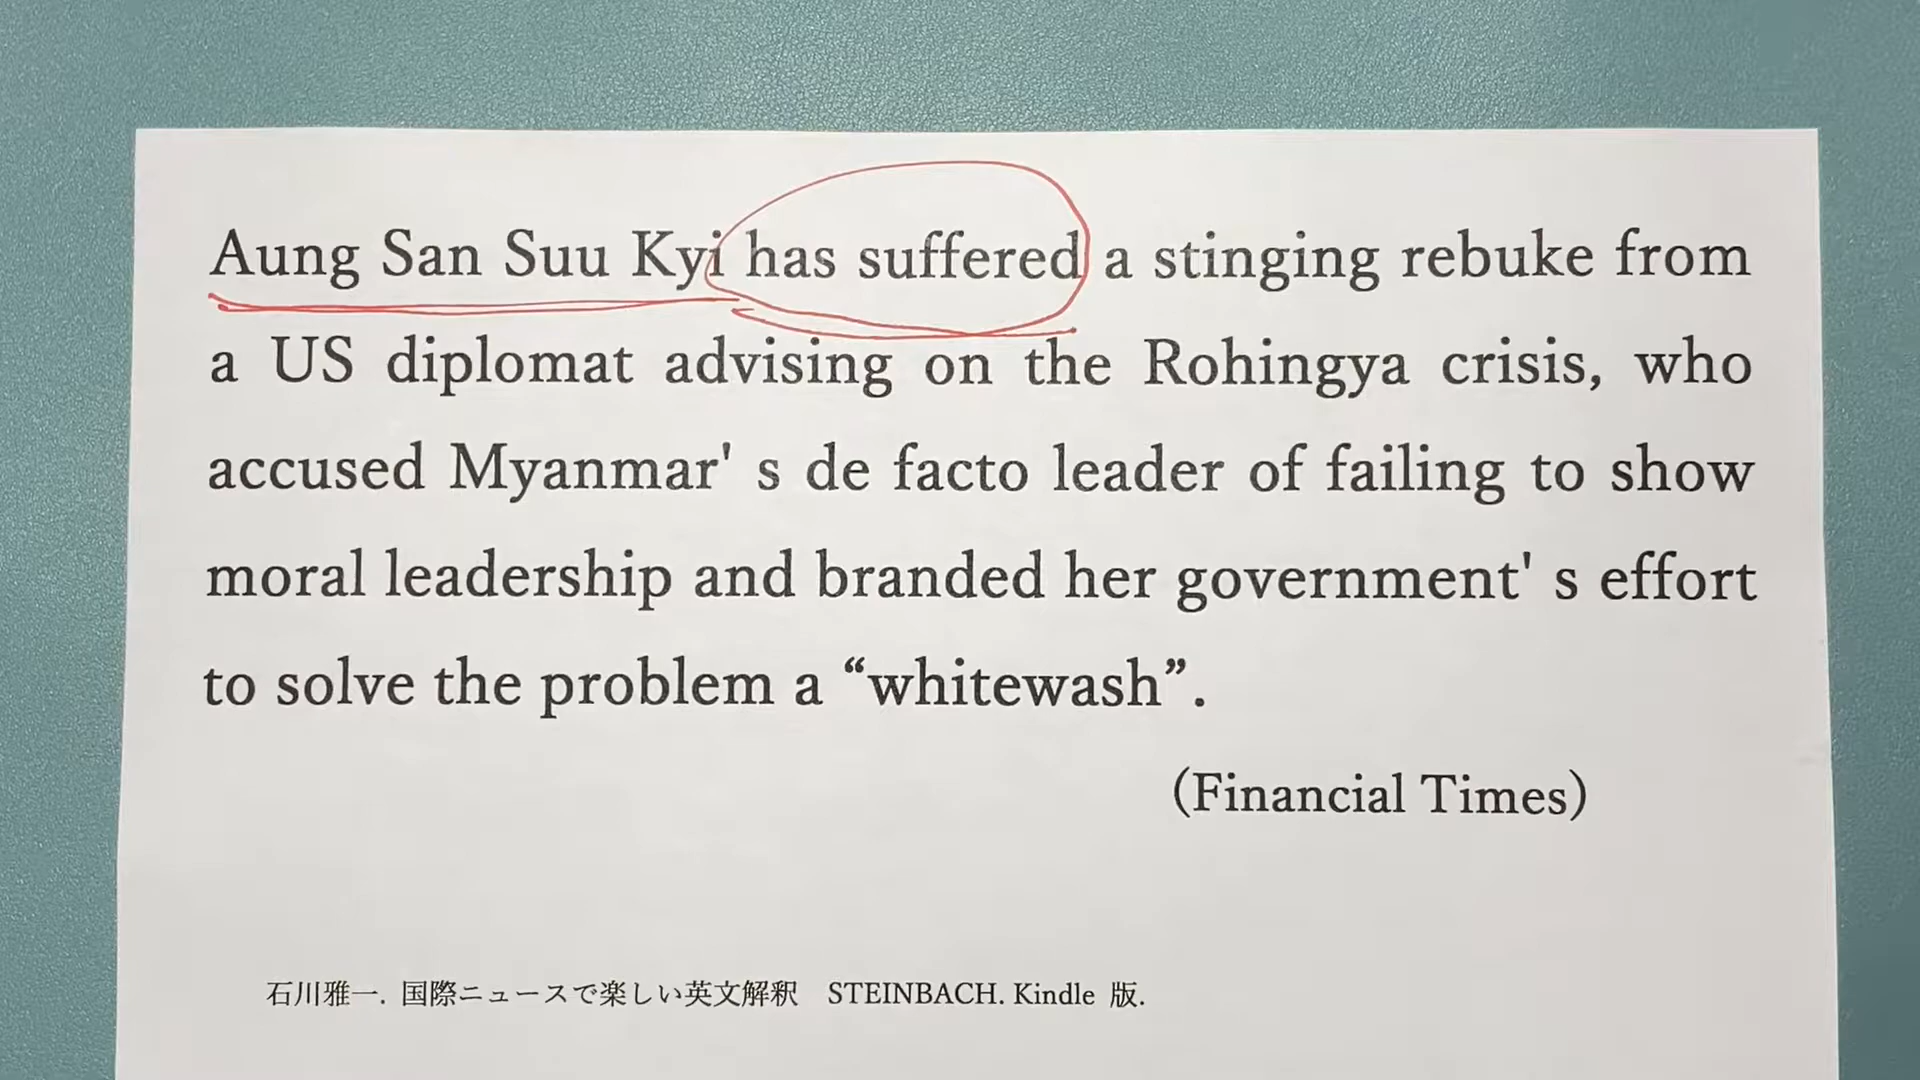 Aung San Suu Kyi has suffered a stinging rebuke from
a US diplomat advising on the Rohingya crisis, who
accused Myanmar' s de facto leader of failing to show
moral leadership and branded her government' s effort
to solve the problem a “whitewash”.
(Financial Times)
石川雅一. 国際ニュースで楽しい英文解釈　STEINBACH. Kindle 版.